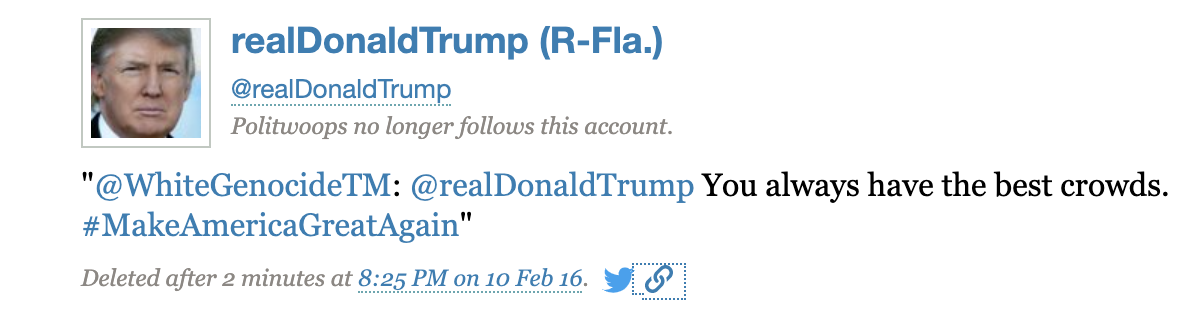 realDonaldTrump (R-Fla.)
@realDonaldTrump
Politwoops no longer follows this account.
"@WhiteGenocideTM: @realDonaldTrump You always have the best crowds.
#MakeAmericaGreatAgain"
Deleted after 2 minutes at 8:25 PM on 10 Feb 16.